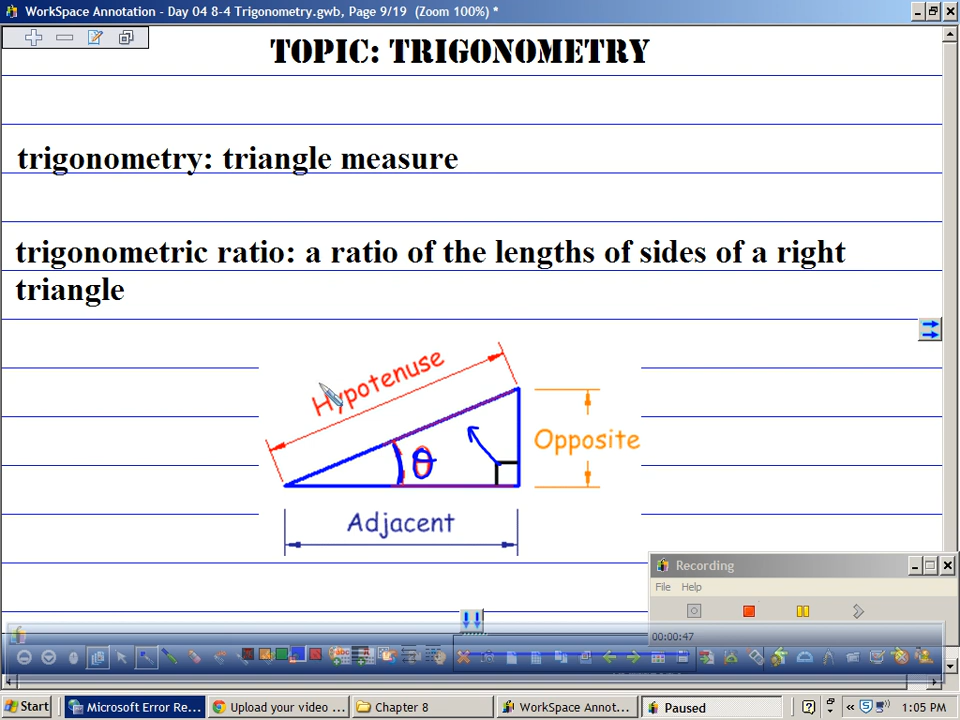 WorkSpace Annotation - Day 04 8-4 Trigonometry.gwb, Page 9/19 (Zoom 100%) *
TOPIC: TRIGONOMETRY
trigonometry: triangle measure
trigonometric ratio: a ratio of the lengths of sides of a right
triangle
Hypotenuse
Opposite
θ
Adjacent
Recording
File Help
00:00:47
Start
Microsoft Error Re...
Upload your video ...
Chapter 8
WorkSpace Annotat...
Paused
1:05 PM